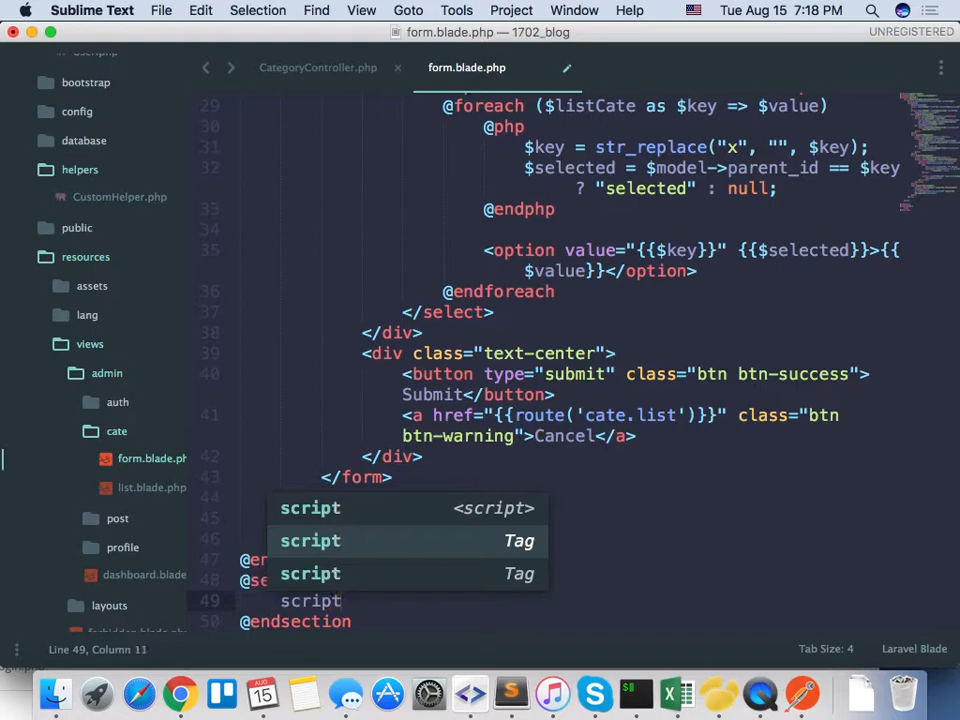 Sublime Text File Edit Selection Find View Goto Tools Project Window Help Tue Aug 15 7:18 PM
form.blade.php — 1702_blog UNREGISTERED
CategoryController.php × form.blade.php
bootstrap
config
database
helpers
CustomHelper.php
public
resources
assets
lang
views
admin
auth
cate
form.blade.ph
list.blade.php
post
profile
dashboard.blade
layouts
29 @foreach ($listCate as $key => $value)
30 @php
31 $key = str_replace("x", "", $key);
32 $selected = $model->parent_id == $key
? "selected" : null;
33 @endphp
34
35 <option value="{{$key}}" {{$selected}}>{{
$value}}</option>
36 @endforeach
37 </select>
38 </div>
39 <div class="text-center">
40 <button type="submit" class="btn btn-success">
Submit</button>
41 <a href="{{route('cate.list')}}" class="btn
btn-warning">Cancel</a>
42 </div>
43 </form>
44
45
46
47 @en
48 @se
49 script
50 @endsection
script <script>
script Tag
script Tag
Line 49, Column 11 Tab Size: 4 Laravel Blade
AUG
15